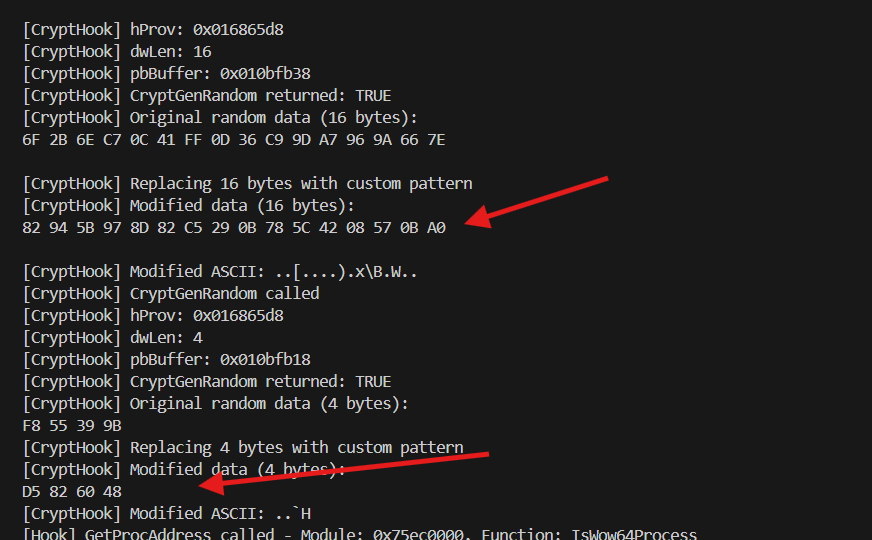 [CryptHook] hProv: 0x016865d8
[CryptHook] dwLen: 16
[CryptHook] pbBuffer: 0x010bfb38
[CryptHook] CryptGenRandom returned: TRUE
[CryptHook] Original random data (16 bytes):
6F 2B 6E C7 0C 41 FF 0D 36 C9 9D A7 96 9A 66 7E
[CryptHook] Replacing 16 bytes with custom pattern
[CryptHook] Modified data (16 bytes):
82 94 5B 97 8D 82 C5 29 0B 78 5C 42 08 57 0B A0
[CryptHook] Modified ASCII: ..[....).x\B.W..
[CryptHook] CryptGenRandom called
[CryptHook] hProv: 0x016865d8
[CryptHook] dwLen: 4
[CryptHook] pbBuffer: 0x010bfb18
[CryptHook] CryptGenRandom returned: TRUE
[CryptHook] Original random data (4 bytes):
F8 55 39 9B
[CryptHook] Replacing 4 bytes with custom pattern
[CryptHook] Modified data (4 bytes):
D5 82 60 48
[CryptHook] Modified ASCII: ..`H
[Hook] GetProcAddress called - Module: 0x75ec0000, Function: IsWow64Process